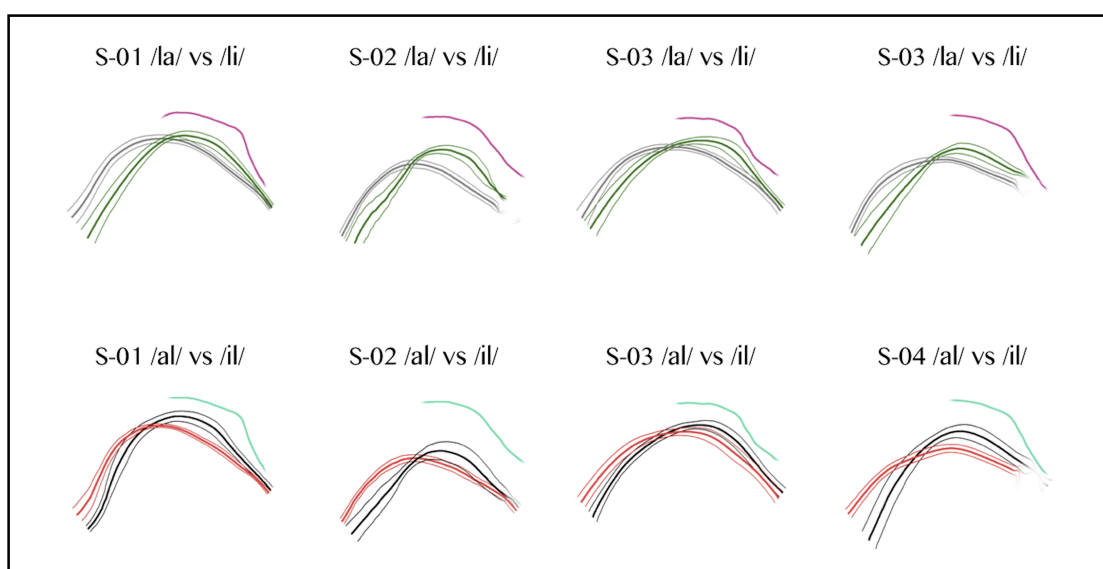 S-01 /la/ vs /li/
S-02 /la/ vs /li/
S-03 /la/ vs /li/
S-03 /la/ vs /li/
S-01 /al/ vs /il/
S-02 /al/ vs /il/
S-03 /al/ vs /il/
S-04 /al/ vs /il/